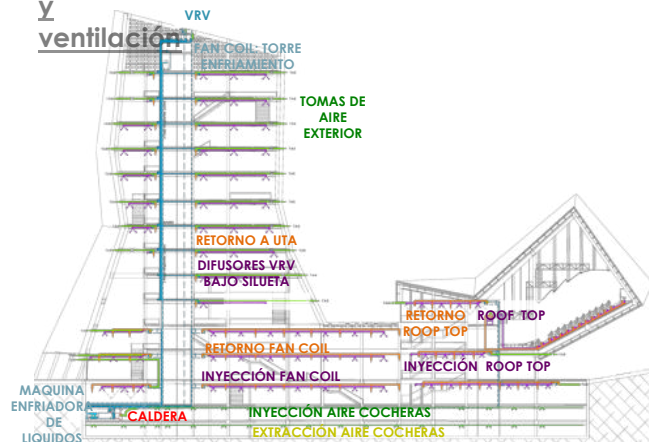 y
ventilación
VRV
FAN COIL: TORRE
ENFRIAMIENTO
TOMAS DE
AIRE
EXTERIOR
RETORNO A UTA
DIFUSORES VRV
BAJO SILUETA
RETORNO
ROOP TOP
ROOF TOP
RETORNO FAN COIL
INYECCIÓN FAN COIL
INYECCIÓN ROOP TOP
MAQUINA
ENFRIADORA
DE
LIQUIDOS
CALDERA
INYECCIÓN AIRE COCHERAS
EXTRACCIÓN AIRE COCHERAS